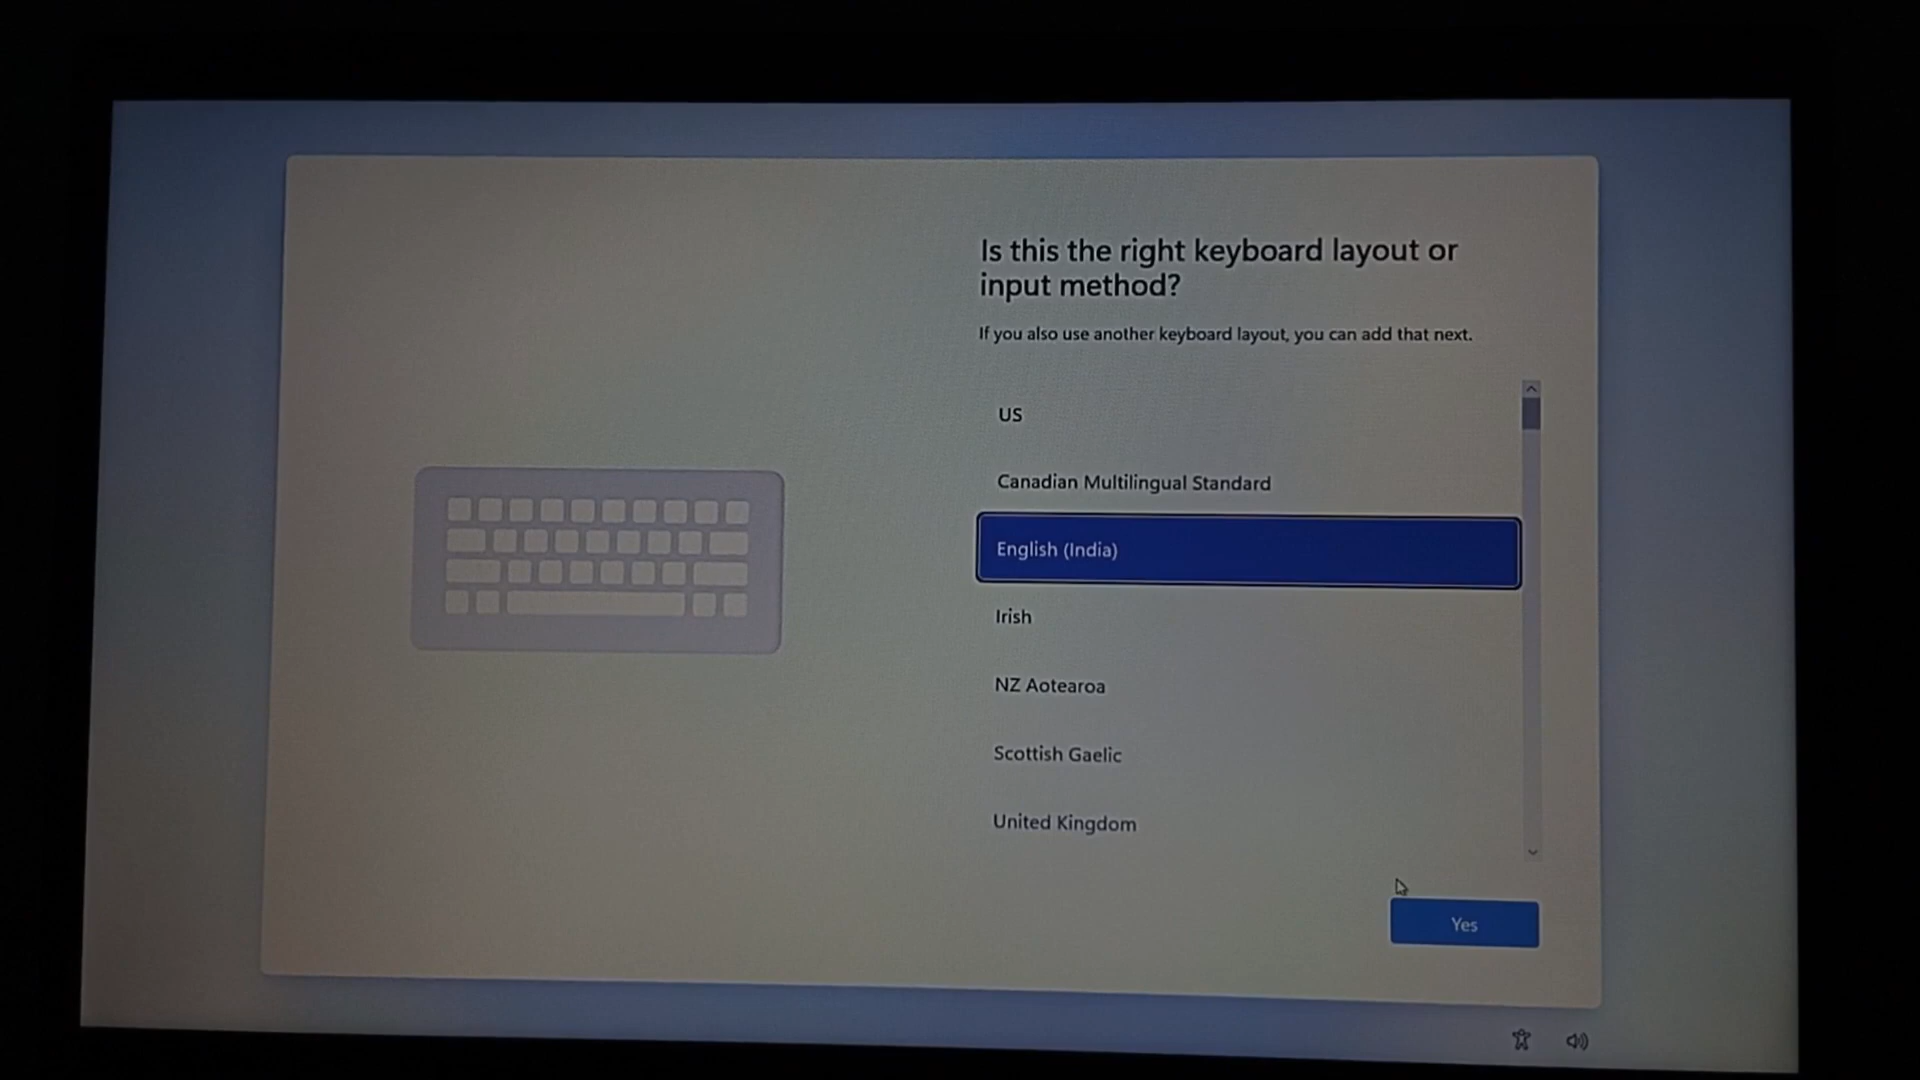 Is this the right keyboard layout or
input method?
If you also use another keyboard layout, you can add that next.
US
Canadian Multilingual Standard
English (India)
Irish
NZ Aotearoa
Scottish Gaelic
United Kingdom
Yes